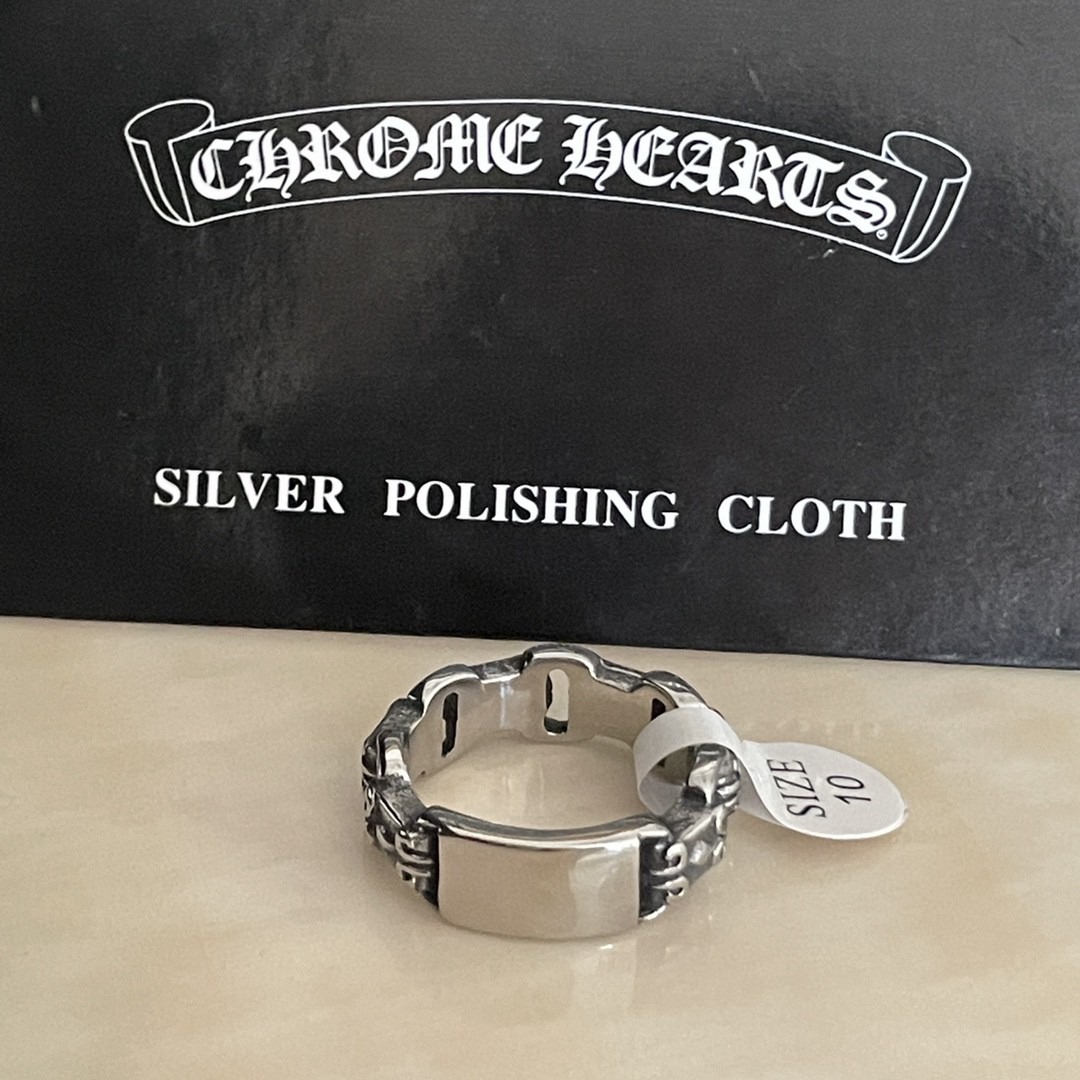 CHROME HEARTS
SILVER POLISHING CLOTH
SIZE
10